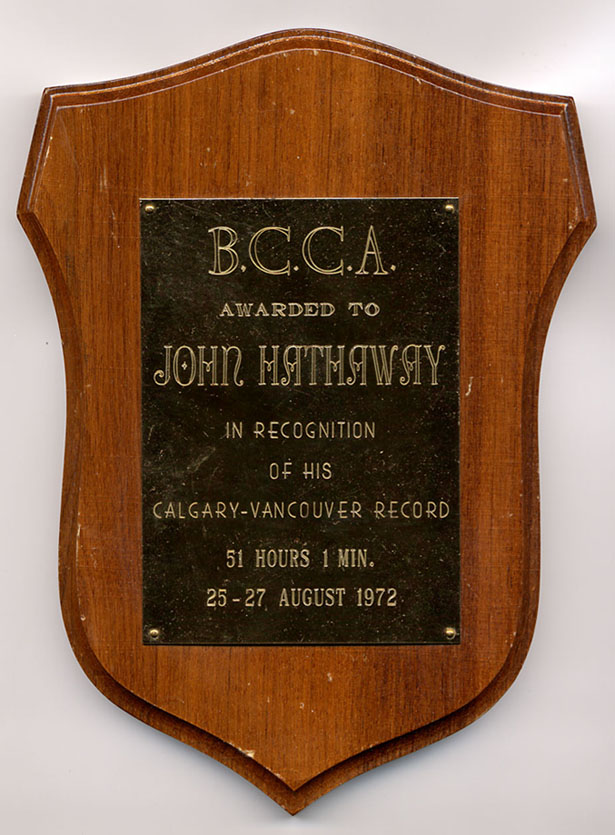 B.C.C.A.
AWARDED TO
JOHN HATHAWAY
IN RECOGNITION
OF HIS
CALGARY-VANCOUVER RECORD
51 HOURS 1 MIN.
25-27 AUGUST 1972